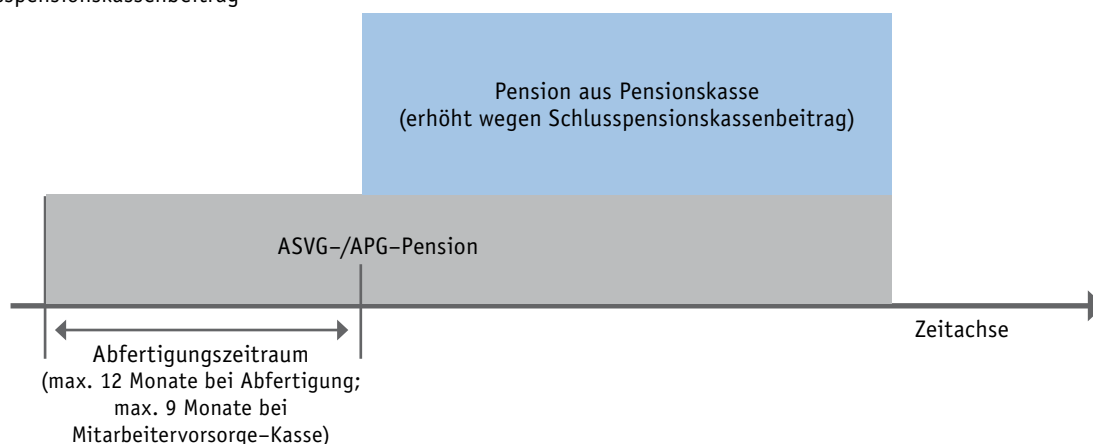 Pension aus Pensionskasse
(erhöht wegen Schlusspensionskassenbeitrag)
ASVG–/APG–Pension
Zeitachse
Abfertigungszeitraum
(max. 12 Monate bei Abfertigung;
max. 9 Monate bei
Mitarbeitervorsorge–Kasse)